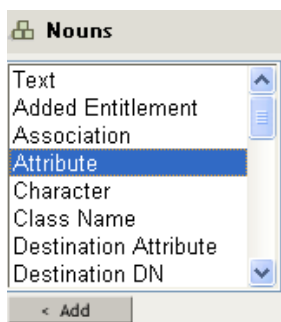 Nouns
Text
Added Entitlement
Association
Attribute
Character
Class Name
Destination Attribute
Destination DN
< Add